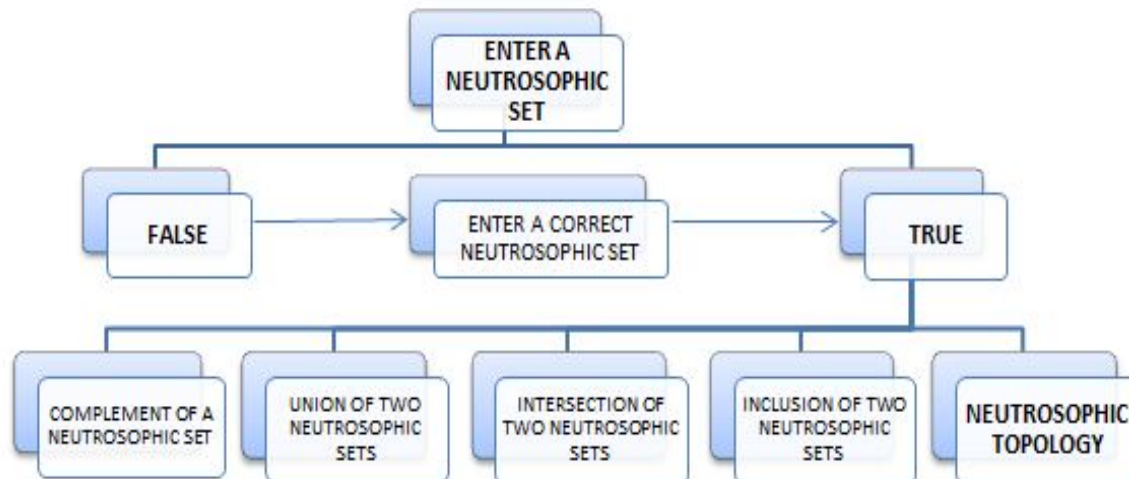 ENTER A
NEUTROSOPHIC
SET
FALSE
ENTER A CORRECT
NEUTROSOPHIC SET
TRUE
COMPLEMENT OF A
NEUTROSOPHIC SET
UNION OF TWO
NEUTROSOPHIC
SETS
INTERSECTION OF
TWO NEUTROSOPHIC
SETS
INCLUSION OF TWO
NEUTROSOPHIC
SETS
NEUTROSOPHIC
TOPOLOGY